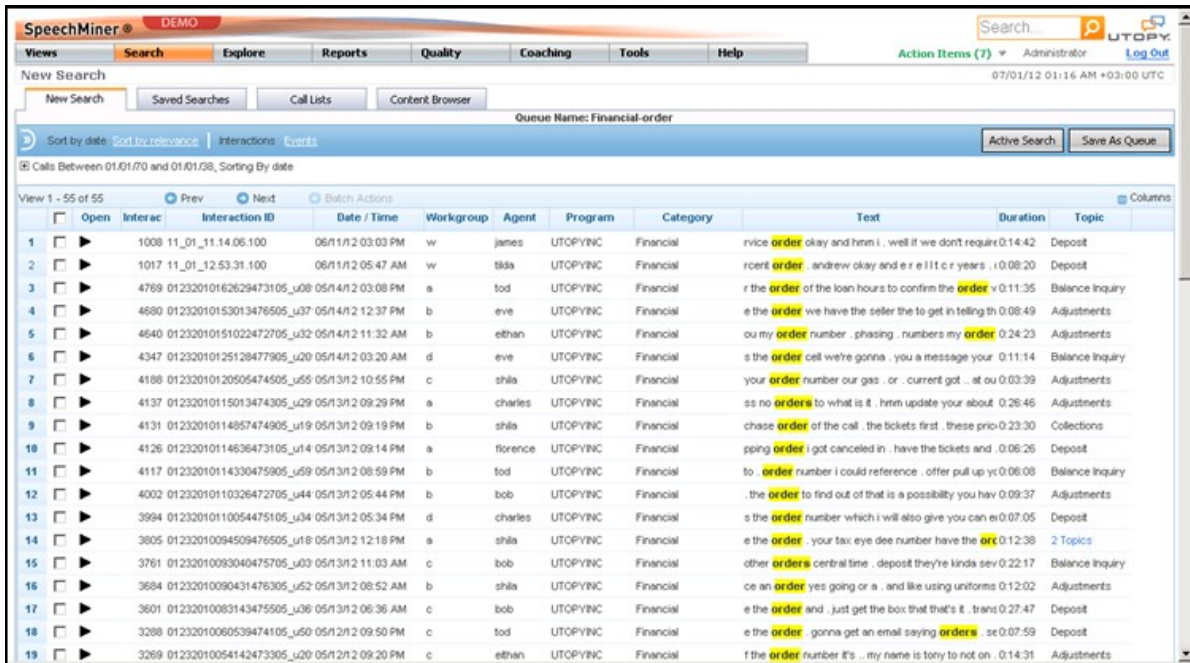 SpeechMiner ® DEMO Search... UTOPY.
Views Search Explore Reports Quality Coaching Tools Help Action Items (7) Administrator Log Out
New Search 07/01/12 01:16 AM +03:00 UTC
New Search Saved Searches Call Lists Content Browser
Queue Name: Financial-order
Sort by date Sort by relevance | Interactions Events Active Search Save As Queue
Calls Between 01/01/70 and 01/01/38, Sorting By date
View 1 - 55 of 55 Prev Next Batch Actions Columns
Open Interac Interaction ID Date / Time Workgroup Agent Program Category Text Duration Topic
1 1008 11_01_11.14.06.100 06/11/12 03:03 PM w james UTOPYINC Financial rvice order okay and hmm i . well if we don't require 0:14:42 Deposit
2 1017 11_01_12.53.31.100 06/11/12 05:47 AM w tilda UTOPYINC Financial rcent order . andrew okay and e r e l l t c r years . 0:08:20 Deposit
3 4769 01232010162629473105_u08 05/14/12 03:08 PM a tod UTOPYINC Financial r the order of the loan hours to confirm the order v 0:11:35 Balance Inquiry
4 4680 01232010153013476505_u37 05/14/12 12:37 PM b eve UTOPYINC Financial e the order we have the seller the to get in telling th 0:08:49 Adjustments
5 4640 01232010151022472705_u32 05/14/12 11:32 AM b eithan UTOPYINC Financial ou my order number . phasing . numbers my order 0:24:23 Adjustments
6 4347 01232010125128477905_u20 05/14/12 03:20 AM d eve UTOPYINC Financial s the order cell we're gonna . you a message your 0:11:14 Balance Inquiry
7 4188 01232010120505474505_u55 05/13/12 10:55 PM c shila UTOPYINC Financial your order number our gas . or . current got .. at ou 0:03:39 Adjustments
8 4137 01232010115013474305_u29 05/13/12 09:29 PM a charles UTOPYINC Financial ss no orders to what is it . hmm update your about 0:26:46 Adjustments
9 4131 01232010114857474905_u19 05/13/12 09:19 PM b shila UTOPYINC Financial chase order of the call . the tickets first . these pric 0:23:30 Collections
10 4126 01232010114636473105_u14 05/13/12 09:14 PM a florence UTOPYINC Financial pping order i got canceled in . have the tickets and . 0:06:26 Deposit
11 4117 01232010114330475905_u59 05/13/12 08:59 PM b tod UTOPYINC Financial to . order number i could reference . offer pull up yc 0:06:08 Balance Inquiry
12 4002 01232010110326472705_u44 05/13/12 05:44 PM b bob UTOPYINC Financial . the order to find out of that is a possibility you hav 0:09:37 Adjustments
13 3994 01232010110054475105_u34 05/13/12 05:34 PM d charles UTOPYINC Financial s the order number which i will also give you can 0:07:05 Deposit
14 3805 01232010094509476505_u18 05/13/12 12:18 PM a shila UTOPYINC Financial e the order . your tax eye dee number have the orc 0:12:38 2 Topics
15 3761 01232010093040475705_u03 05/13/12 11:03 AM c bob UTOPYINC Financial other orders central time . deposit they're kinda sev 0:22:17 Balance Inquiry
16 3684 01232010090431476305_u52 05/13/12 08:52 AM b shila UTOPYINC Financial ce an order yes going or a . and like using uniforms 0:12:02 Adjustments
17 3601 01232010083143475505_u36 05/13/12 06:36 AM c bob UTOPYINC Financial e the order and . just get the box that that's it . trans 0:27:47 Deposit
18 3288 01232010060539474105_u50 05/12/12 09:50 PM c tod UTOPYINC Financial e the order . gonna get an email saying orders . se 0:07:59 Deposit
19 3269 01232010054142473305_u20 05/12/12 09:20 PM c eithan UTOPYINC Financial f the order number it's .. my name is tony to not on . 0:14:31 Adjustments